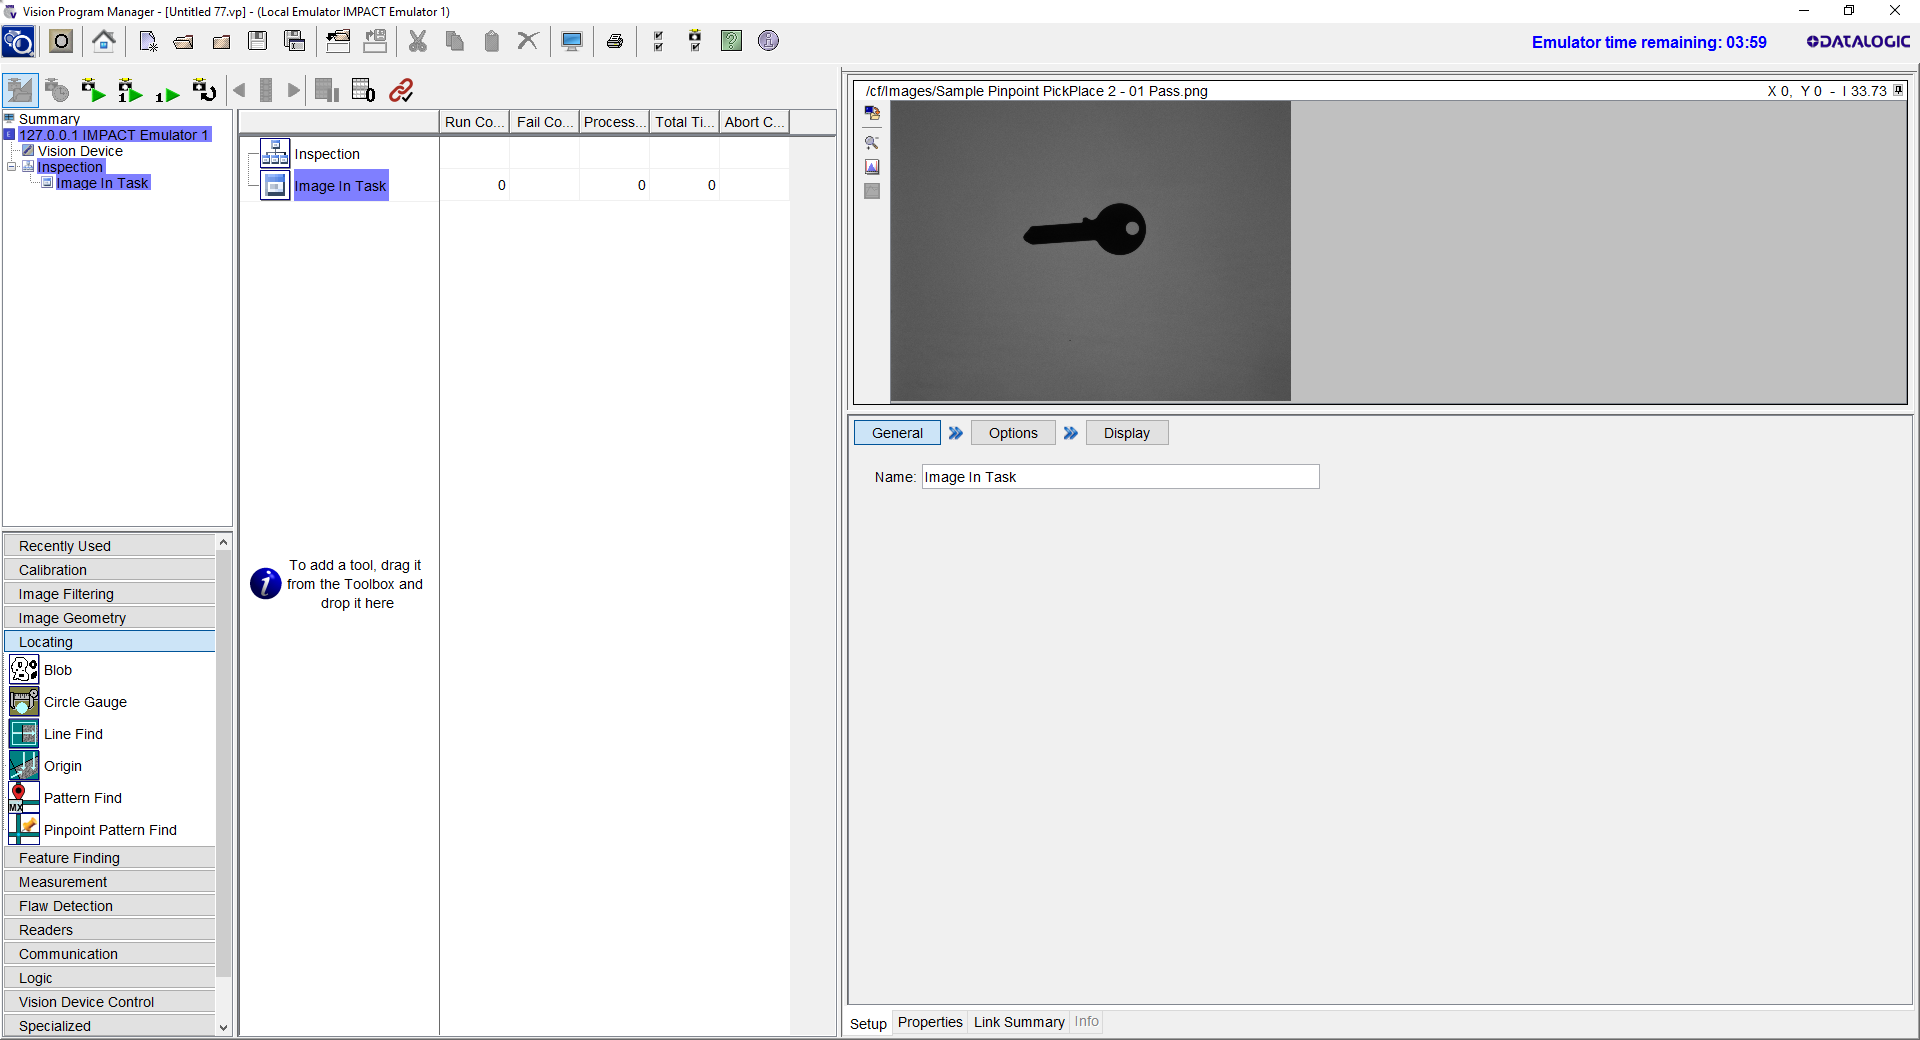 Vision Program Manager - [Untitled 77.vp] - (Local Emulator IMPACT Emulator 1)
Emulator time remaining: 03:59
DATALOGIC
Summary
127.0.0.1 IMPACT Emulator 1
Vision Device
Inspection
Image In Task
Run Co... Fail Co... Process... Total Ti... Abort C...
Inspection
Image In Task 0 0 0
To add a tool, drag it
from the Toolbox and
drop it here
Recently Used
Calibration
Image Filtering
Image Geometry
Locating
Blob
Circle Gauge
Line Find
Origin
MX
Pattern Find
Pinpoint Pattern Find
Feature Finding
Measurement
Flaw Detection
Readers
Communication
Logic
Vision Device Control
Specialized
/cf/Images/Sample Pinpoint PickPlace 2 - 01 Pass.png
X 0, Y 0 - I 33.73
General Options Display
Name: Image In Task
Setup Properties Link Summary Info